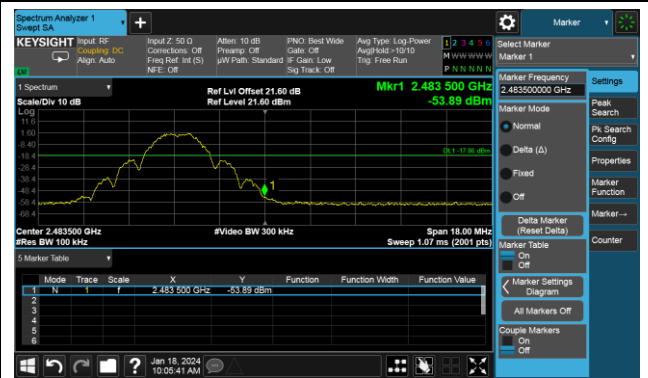 Spectrum Analyzer 1
Swept SA
Marker
KEYSIGHT
Input: RF
Coupling: DC
Align: Auto
Input Z: 50 Ω
Corrections: Off
Freq Ref: Int (S)
NFE: Off
Atten: 10 dB
Preamp: Off
µW Path: Standard
PNO: Best Wide
Gate: Off
IF Gain: Low
Sig Track: Off
Avg Type: Log-Power
Avg|Hold:>10/10
Trig: Free Run
1 2 3 4 5 6
M W W W W W
P N N N N N
LXI
Select Marker
Marker 1
1 Spectrum
Scale/Div 10 dB
Log
Ref Lvl Offset 21.60 dB
Ref Level 21.60 dBm
Mkr1 2.483 500 GHz
-53.89 dBm
11.6
1.60
-8.40
-18.4
-28.4
-38.4
-48.4
-58.4
-68.4
DL1 -17.86 dBm
1
Center 2.483500 GHz
#Res BW 100 kHz
#Video BW 300 kHz
Span 18.00 MHz
Sweep 1.07 ms (2001 pts)
5 Marker Table
Mode Trace Scale X Y Function Function Width Function Value
1 N 1 f 2.483 500 GHz -53.89 dBm
2
3
4
5
6
Marker Frequency
2.483500000 GHz
Marker Mode
Normal
Delta (Δ)
Fixed
Off
Delta Marker
(Reset Delta)
Marker Table
On
Off
Marker Settings
Diagram
All Markers Off
Couple Markers
On
Off
Settings
Peak
Search
Pk Search
Config
Properties
Marker
Function
Marker→
Counter
?
Jan 18, 2024
10:05:41 AM